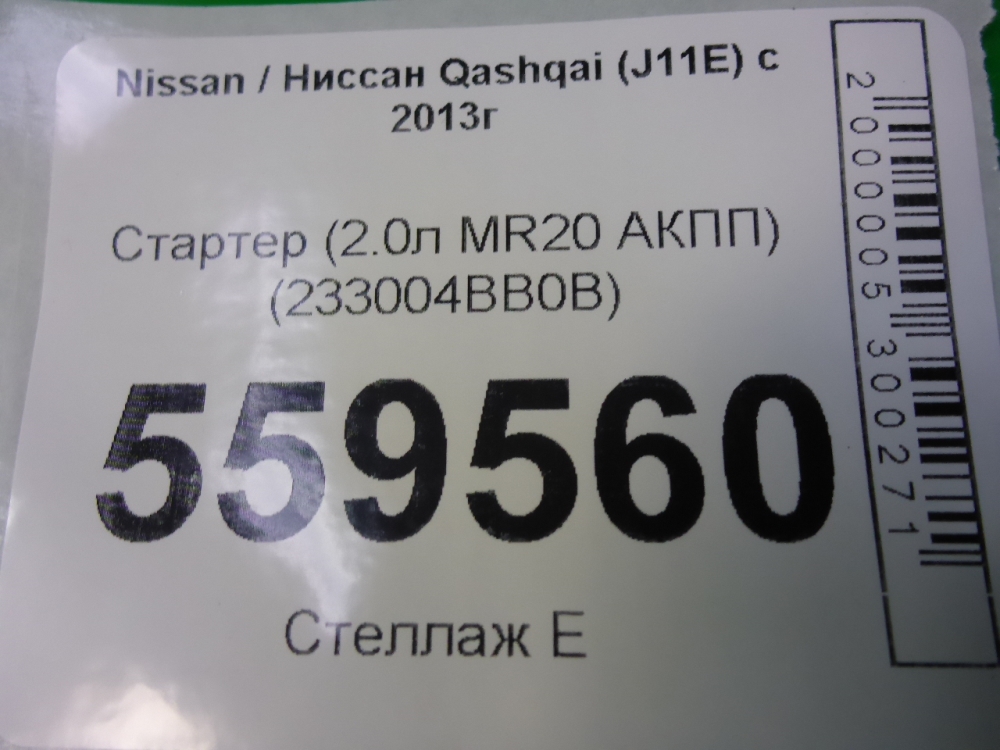 Nissan / Ниссан Qashqai (J11E) с
2013г
Стартер (2.0л MR20 АКПП)
(233004BB0B)
559560
Стеллаж Е
2000005300271